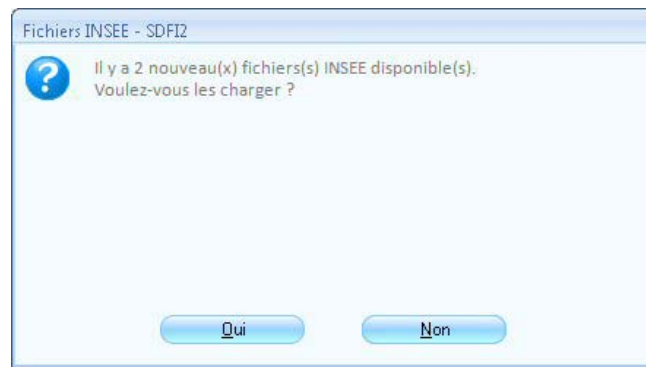 Fichiers INSEE - SDFI2
Il y a 2 nouveau(x) fichiers(s) INSEE disponible(s).
Voulez-vous les charger ?
Oui
Non